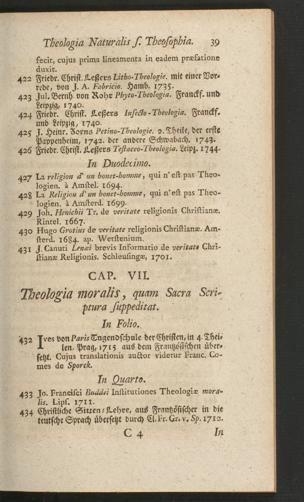 Theologia Naturalis s. Theosophia. 39
fecit, cujus prima lineamenta in eadem præfatione
duxit.
422 Friedr. Christ. Lessers Litho-Theologie. mit einer Vor-
rede, von J. A. Fabricio. Hamb. 1735.
423 Jul. Bernh von Rohr Phyto-Theologia. Franckf. und
Leipzig, 1740.
424 Friedr. Christ. Lessers Insecto-Theologia. Franckf.
und Leipzig, 1740.
425 J. Heinr. Zorns Petino-Theologie. 2. Theile, der erste
Pappenheim, 1742. der andere Schwabach, 1743.
426 Friedr. Christ. Lessers Testaceo-Theologia. Leipz. 1744.
In Duodecimo.
427 La religion d' un honet-homme, qui n'est pas Theo-
logien. à Amstel. 1694.
428 La Religion d' un honet-homme, qui n'est pas Theo-
logien. à Amsterd. 1699.
429 Joh. Henichii Tr. de veritate religionis Christianæ.
Rintel. 1667.
430 Hugo Grotius de veritate religionis Christianæ. Am-
sterd. 1684. ap. Werstenium.
431 J. Canuti Lenæi brevis Informatio de veritate Chri-
stianæ Religionis. Schleusingæ, 1701.
CAP. VII.
Theologia moralis, quam Sacra Scri-
ptura suppeditat.
In Folio.
432 Ives von Paris Tugendschule der Christen, in 4. Thei-
len. Prag, 1715 aus dem Frantzösischen über-
setzt. Cujus translationis auctor videtur Franc. Co-
mes de Sporck.
In Quarto.
433 Jo. Francisci Buddei Institutiones Theologiæ mora-
lis. Lips. 1711.
434 Christliche Sitten-Lehre, aus Frantzösischer in die
teutsche Sprach übersetzt durch Cl. Fr. Gr. v. Sp. 1712.
C 4 In